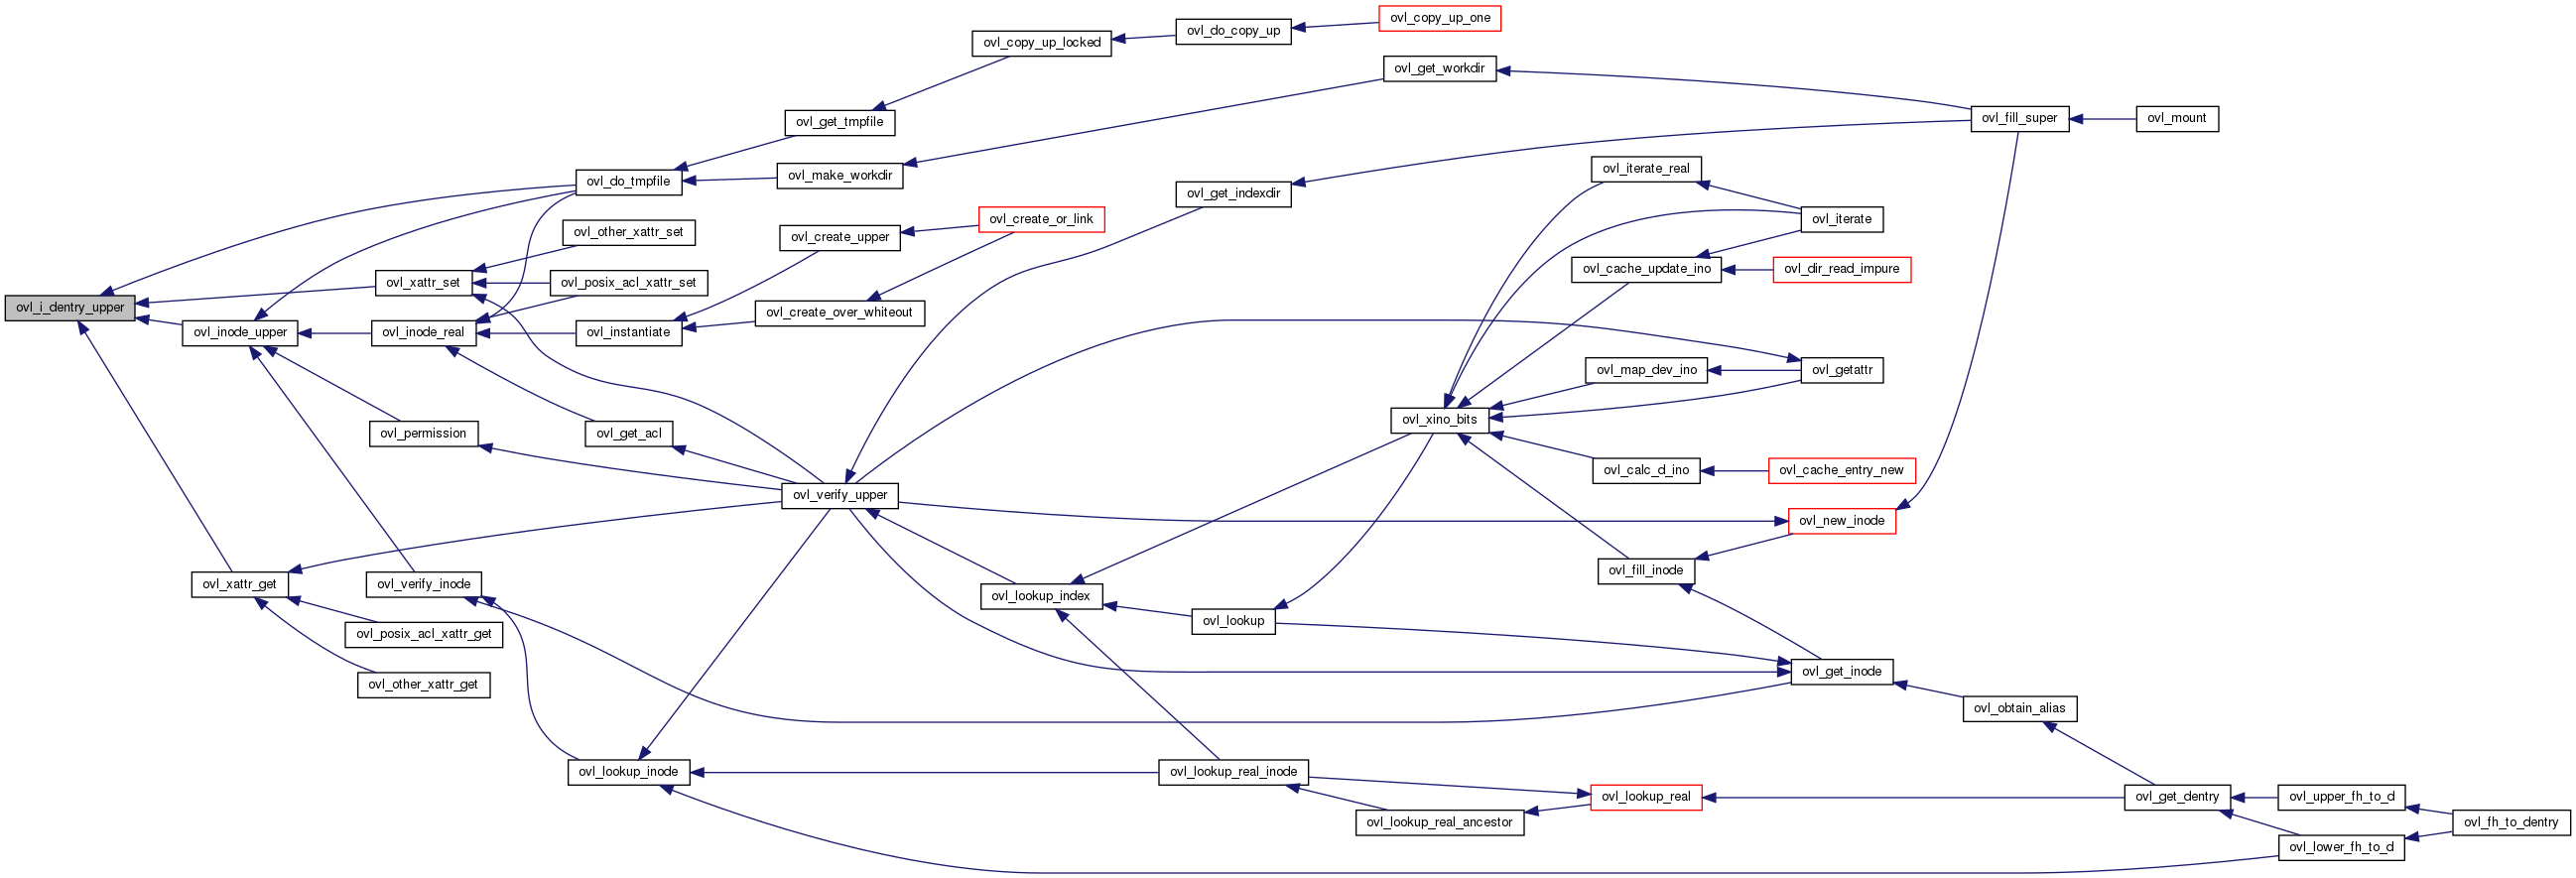 ovl_copy_up_one
ovl_do_copy_up
ovl_copy_up_locked
ovl_get_workdir
ovl_get_tmpfile
ovl_fill_super
ovl_mount
ovl_iterate_real
ovl_make_workdir
ovl_do_tmpfile
ovl_get_indexdir
ovl_create_or_link
ovl_iterate
ovl_other_xattr_set
ovl_create_upper
ovl_cache_update_ino
ovl_dir_read_impure
ovl_xattr_set
ovl_posix_acl_xattr_set
ovl_i_dentry_upper
ovl_create_over_whiteout
ovl_inode_upper
ovl_inode_real
ovl_instantiate
ovl_map_dev_ino
ovl_getattr
ovl_xino_bits
ovl_permission
ovl_get_acl
ovl_calc_d_ino
ovl_cache_entry_new
ovl_verify_upper
ovl_new_inode
ovl_fill_inode
ovl_xattr_get
ovl_verify_inode
ovl_lookup_index
ovl_lookup
ovl_posix_acl_xattr_get
ovl_get_inode
ovl_other_xattr_get
ovl_obtain_alias
ovl_lookup_inode
ovl_lookup_real_inode
ovl_lookup_real
ovl_get_dentry
ovl_upper_fh_to_d
ovl_lookup_real_ancestor
ovl_fh_to_dentry
ovl_lower_fh_to_d